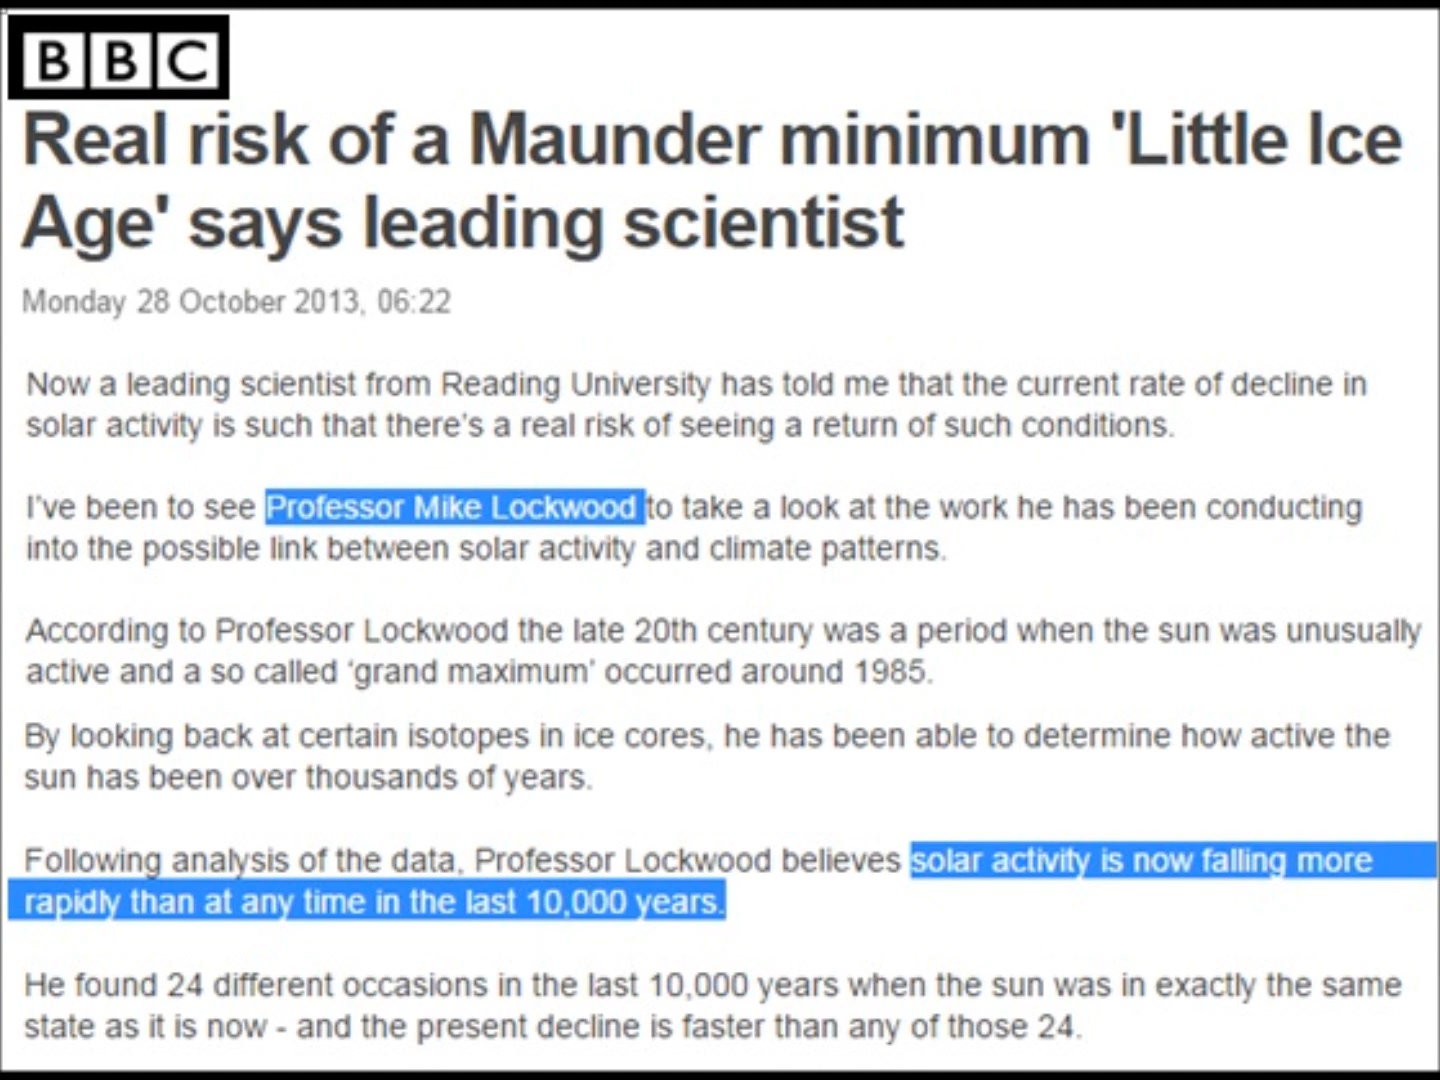 BBC
Real risk of a Maunder minimum 'Little Ice
Age' says leading scientist
Monday 28 October 2013, 06:22
Now a leading scientist from Reading University has told me that the current rate of decline in
solar activity is such that there's a real risk of seeing a return of such conditions.
I've been to see Professor Mike Lockwood to take a look at the work he has been conducting
into the possible link between solar activity and climate patterns.
According to Professor Lockwood the late 20th century was a period when the sun was unusually
active and a so called ‘grand maximum’ occurred around 1985.
By looking back at certain isotopes in ice cores, he has been able to determine how active the
sun has been over thousands of years.
Following analysis of the data, Professor Lockwood believes solar activity is now falling more
rapidly than at any time in the last 10,000 years.
He found 24 different occasions in the last 10,000 years when the sun was in exactly the same
state as it is now - and the present decline is faster than any of those 24.